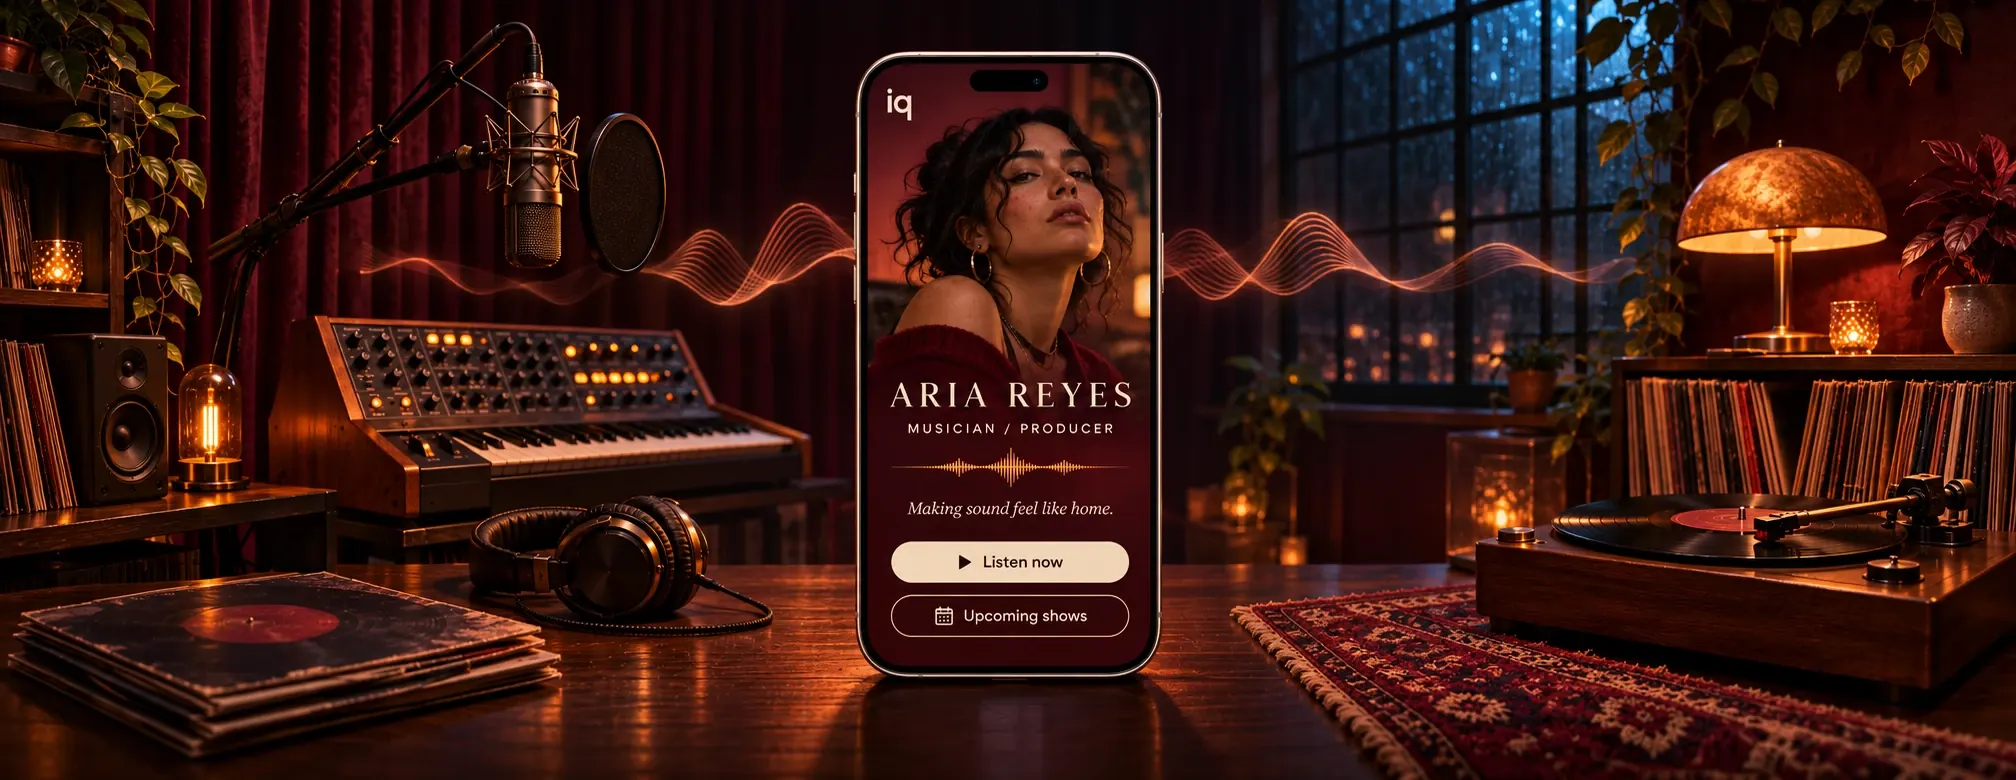 iq
ARIA REYES
MUSICIAN / PRODUCER
Making sound feel like home.
Listen now
Upcoming shows